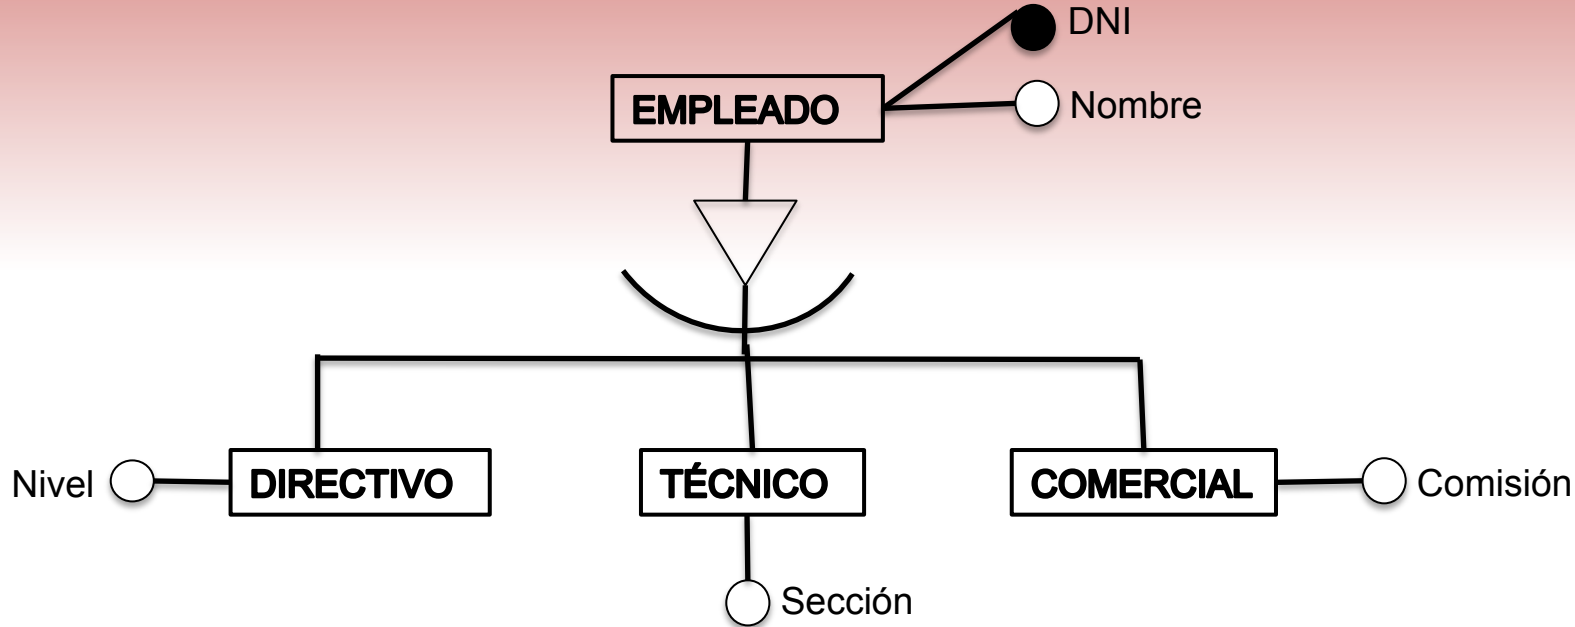 DNI
EMPLEADO
Nombre
Nivel
DIRECTIVO
TÉCNICO
COMERCIAL
Comisión
Sección